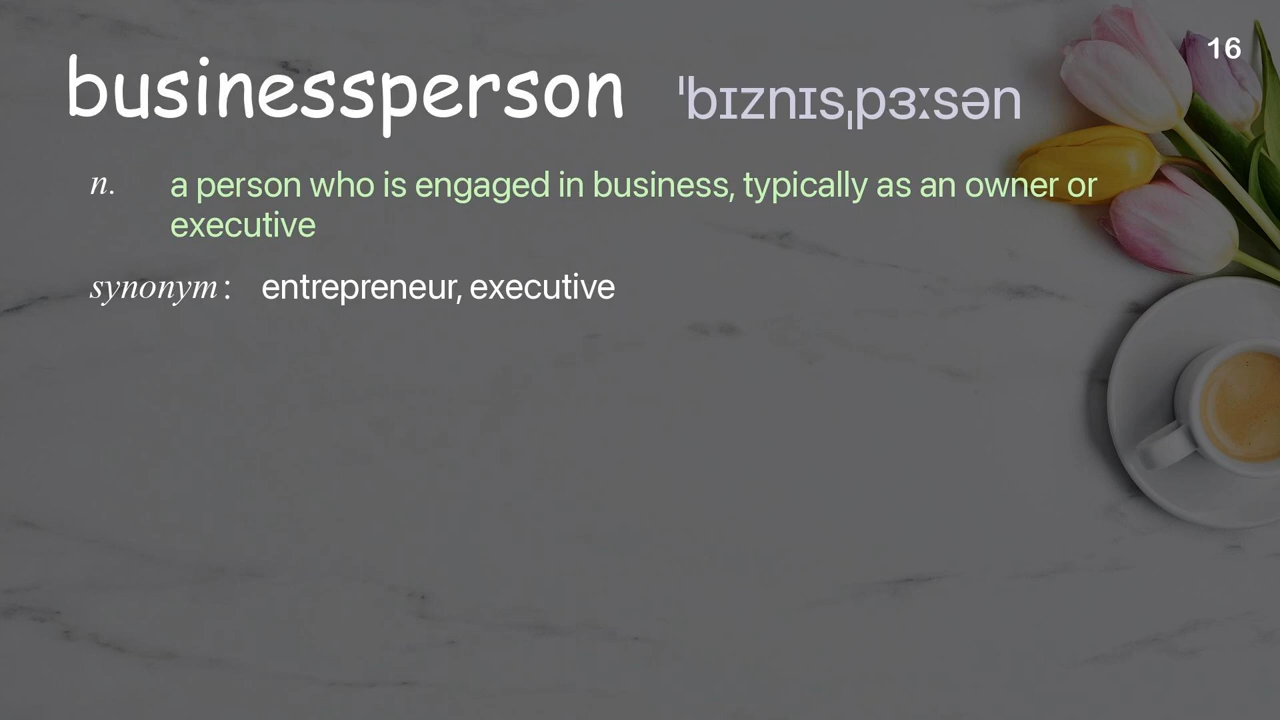 16
businessperson ˈbɪznɪsˌpɜːsən
n. a person who is engaged in business, typically as an owner or
executive
synonym: entrepreneur, executive